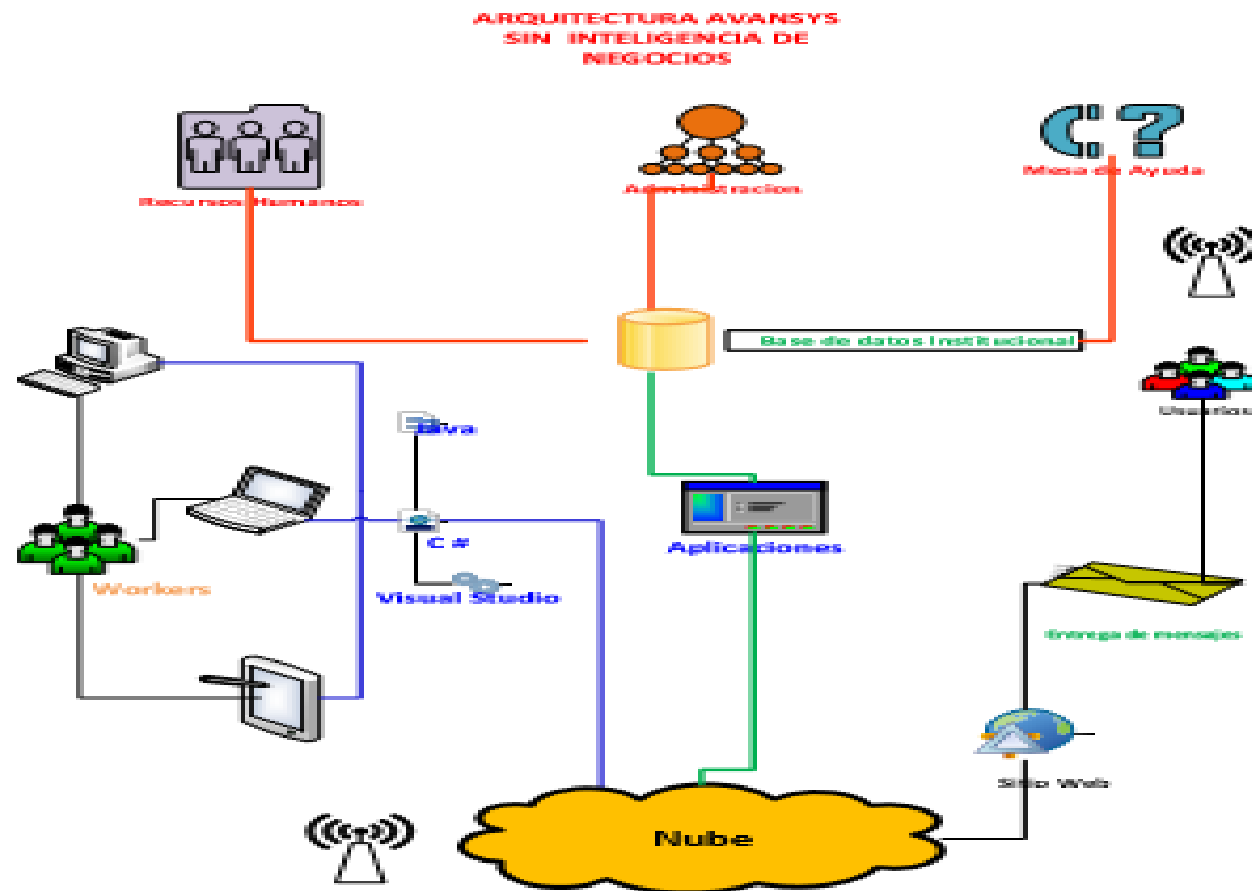 ARQUITECTURA AVANSYS
SIN INTELIGENCIA DE
NEGOCIOS
Recursos Humanos
Administracion
Mesa de Ayuda
Base de datos Institucional
Usuarios
Java
C #
Aplicaciones
Workers
Visual Studio
Entrega de mensajes
Sitio Web
Nube